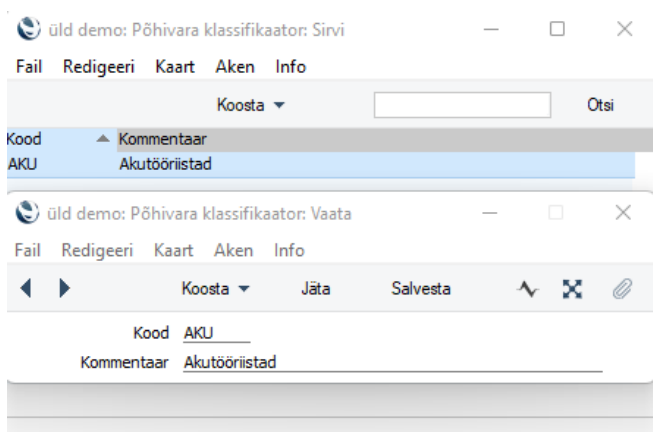 üld demo: Põhivara klassifikaator: Sirvi
Fail Redigeeri Kaart Aken Info
Koosta Otsi
Kood Kommentaar
AKU Akutööriistad
üld demo: Põhivara klassifikaator: Vaata
Fail Redigeeri Kaart Aken Info
Koosta Jäta Salvesta
Kood AKU
Kommentaar Akutööriistad